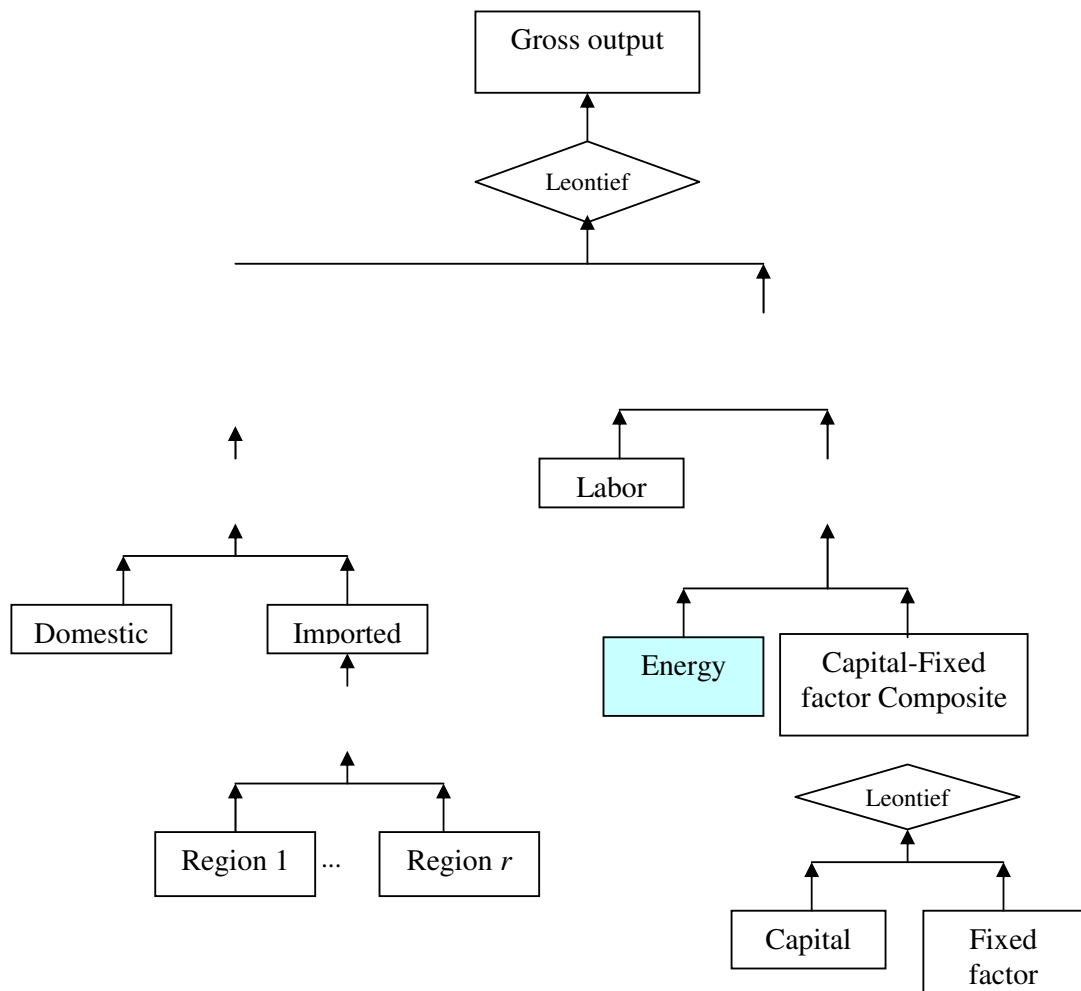 Gross output
Leontief
Labor
Domestic
Imported
Energy
Capital-Fixed
factor Composite
Leontief
Region 1
...
Region r
Capital
Fixed
factor